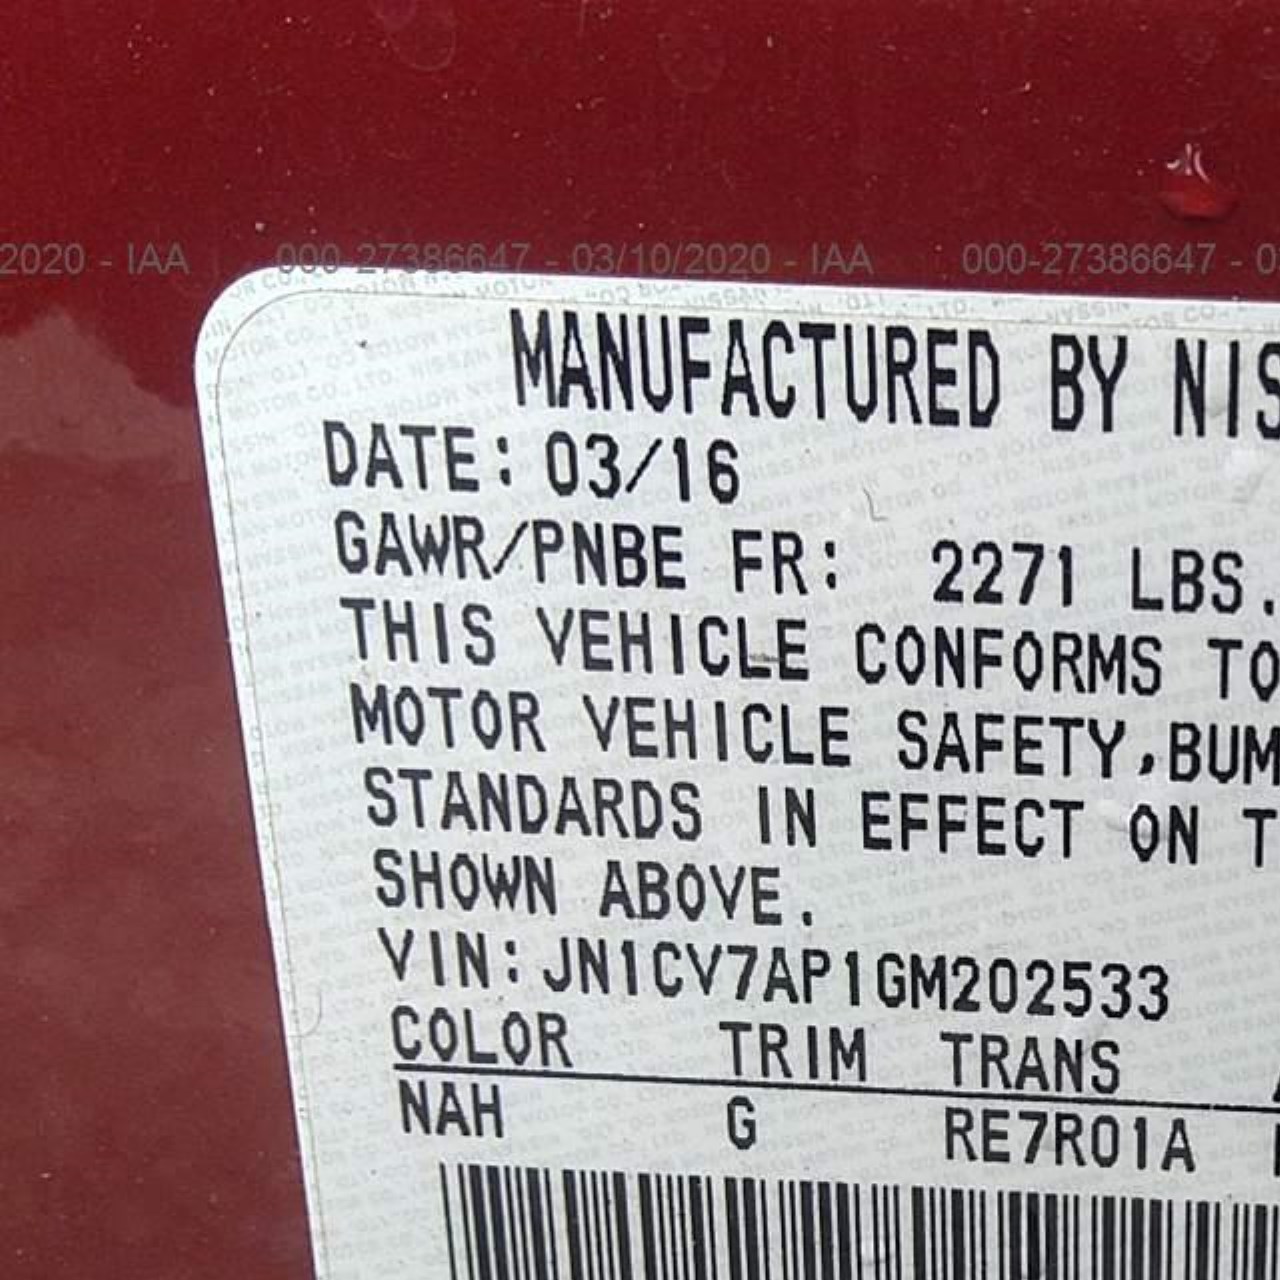 2020 - IAA 000-27386647 - 03/10/2020 - IAA 000-27386647 - 0
MANUFACTURED BY NIS
DATE: 03/16
GAWR/PNBE FR: 2271 LBS.
THIS VEHICLE CONFORMS TO
MOTOR VEHICLE SAFETY,BUM
STANDARDS IN EFFECT ON T
SHOWN ABOVE.
VIN:JN1CV7AP1GM202533
COLOR TRIM TRANS
NAH G RE7R01A